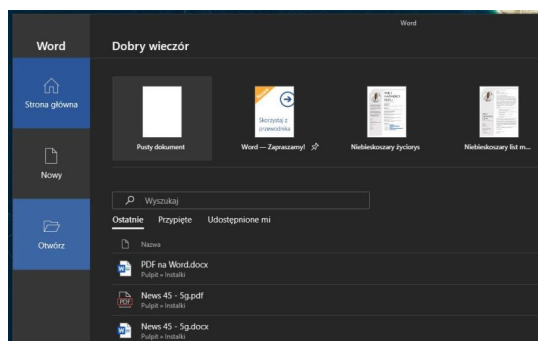 Word
Word
Dobry wieczór
Strona główna
Nowy
Otwórz
Skorzystaj z
przewodnika
Pusty dokument
Word — Zapraszamy!
Niebieskoszary życiorys
Niebieskoszary list m...
Wyszukaj
Ostatnie Przypięte Udostępnione mi
Nazwa
PDF na Word.docx
Pulpit » Instalki
PDF
News 45 - 5g.pdf
Pulpit » Instalki
News 45 - 5g.docx
Pulpit » Instalki